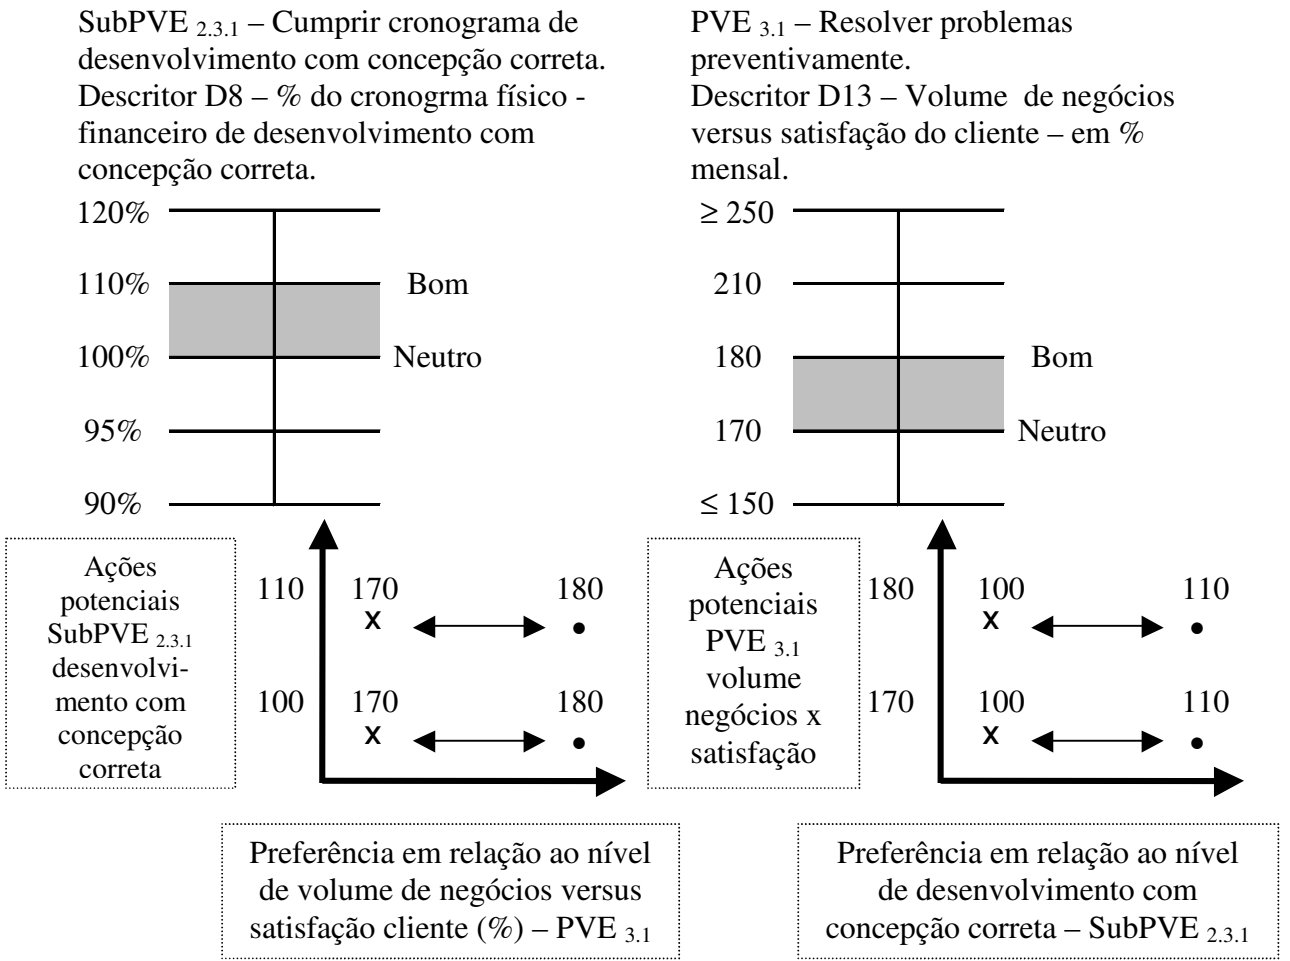 SubPVE 2.3.1 – Cumprir cronograma de
desenvolvimento com concepção correta.
Descritor D8 – % do cronogrma físico -
financeiro de desenvolvimento com
concepção correta.
120%
110%
Bom
100%
Neutro
95%
90%
PVE 3.1 – Resolver problemas
preventivamente.
Descritor D13 – Volume de negócios
versus satisfação do cliente – em %
mensal.
≥ 250
210
180
Bom
170
Neutro
≤ 150
Ações
potenciais
SubPVE 2.3.1
desenvolvi-
mento com
concepção
correta
110 170 180
x •
100 170 180
x •
Preferência em relação ao nível
de volume de negócios versus
satisfação cliente (%) – PVE 3.1
Ações
potenciais
PVE 3.1
volume
negócios x
satisfação
180 100 110
x •
170 100 110
x •
Preferência em relação ao nível
de desenvolvimento com
concepção correta – SubPVE 2.3.1